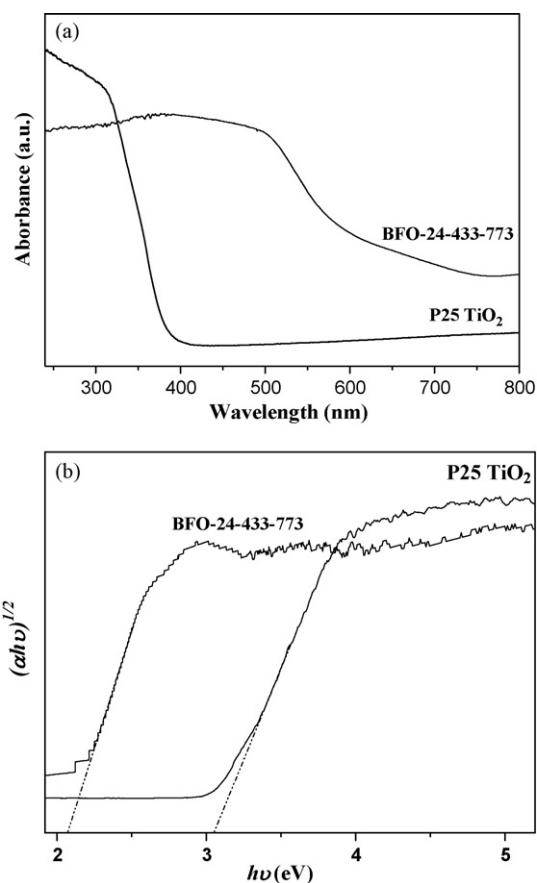 (a)
Aborbance (a.u.)
BFO-24-433-773
P25 TiO₂
300 400 500 600 700 800
Wavelength (nm)
(b)
P25 TiO₂
BFO-24-433-773
(αhυ)^1/2
2 3 4 5
hυ (eV)